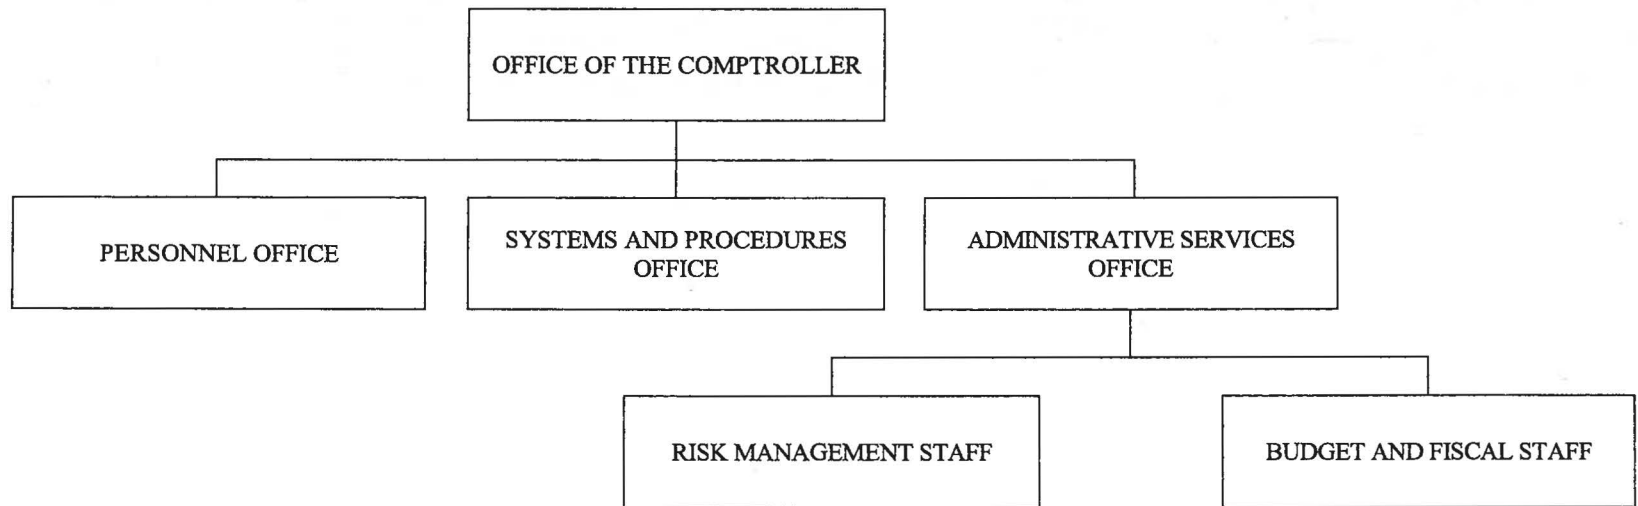 OFFICE OF THE COMPTROLLER
PERSONNEL OFFICE
SYSTEMS AND PROCEDURES
OFFICE
ADMINISTRATIVE SERVICES
OFFICE
RISK MANAGEMENT STAFF
BUDGET AND FISCAL STAFF